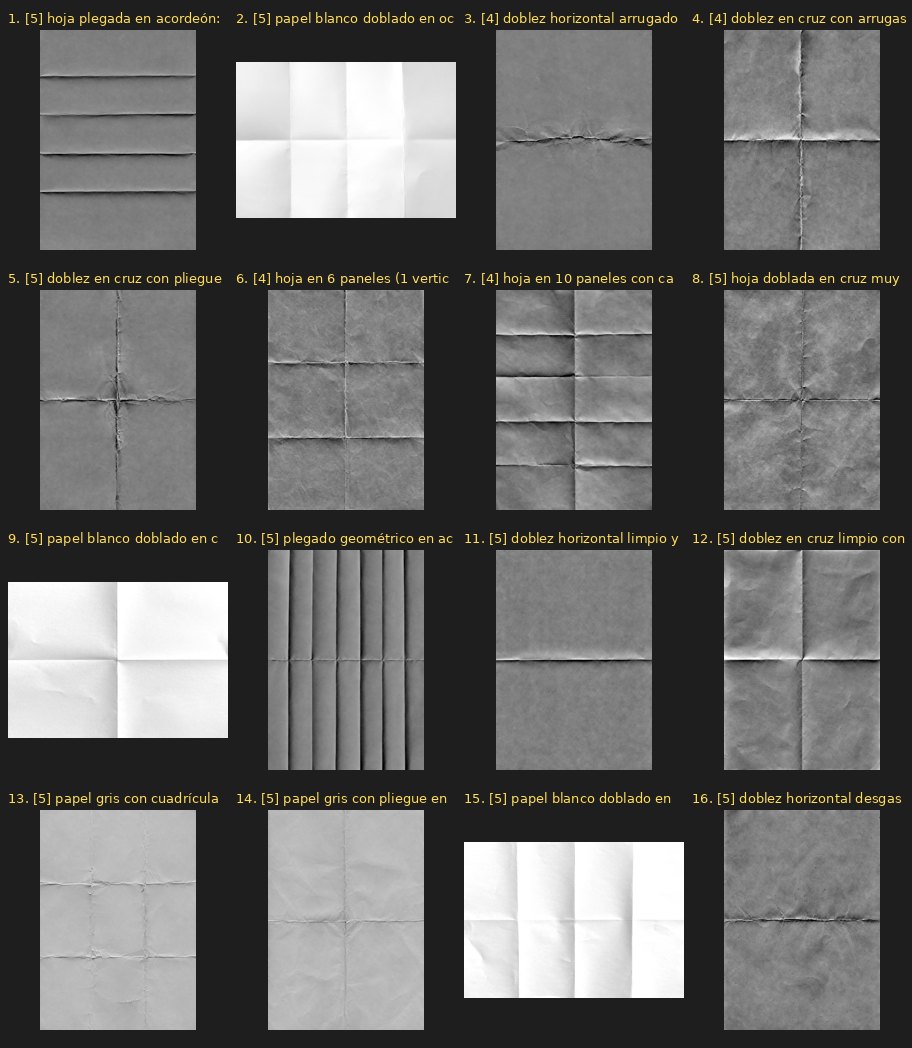 1. [5] hoja plegada en acordeón:
2. [5] papel blanco doblado en oc
3. [4] doblez horizontal arrugado
4. [4] doblez en cruz con arrugas
5. [5] doblez en cruz con pliegue
6. [4] hoja en 6 paneles (1 vertic
7. [4] hoja en 10 paneles con ca
8. [5] hoja doblada en cruz muy
9. [5] papel blanco doblado en c
10. [5] plegado geométrico en ac
11. [5] doblez horizontal limpio y
12. [5] doblez en cruz limpio con
13. [5] papel gris con cuadrícula
14. [5] papel gris con pliegue en
15. [5] papel blanco doblado en
16. [5] doblez horizontal desgas